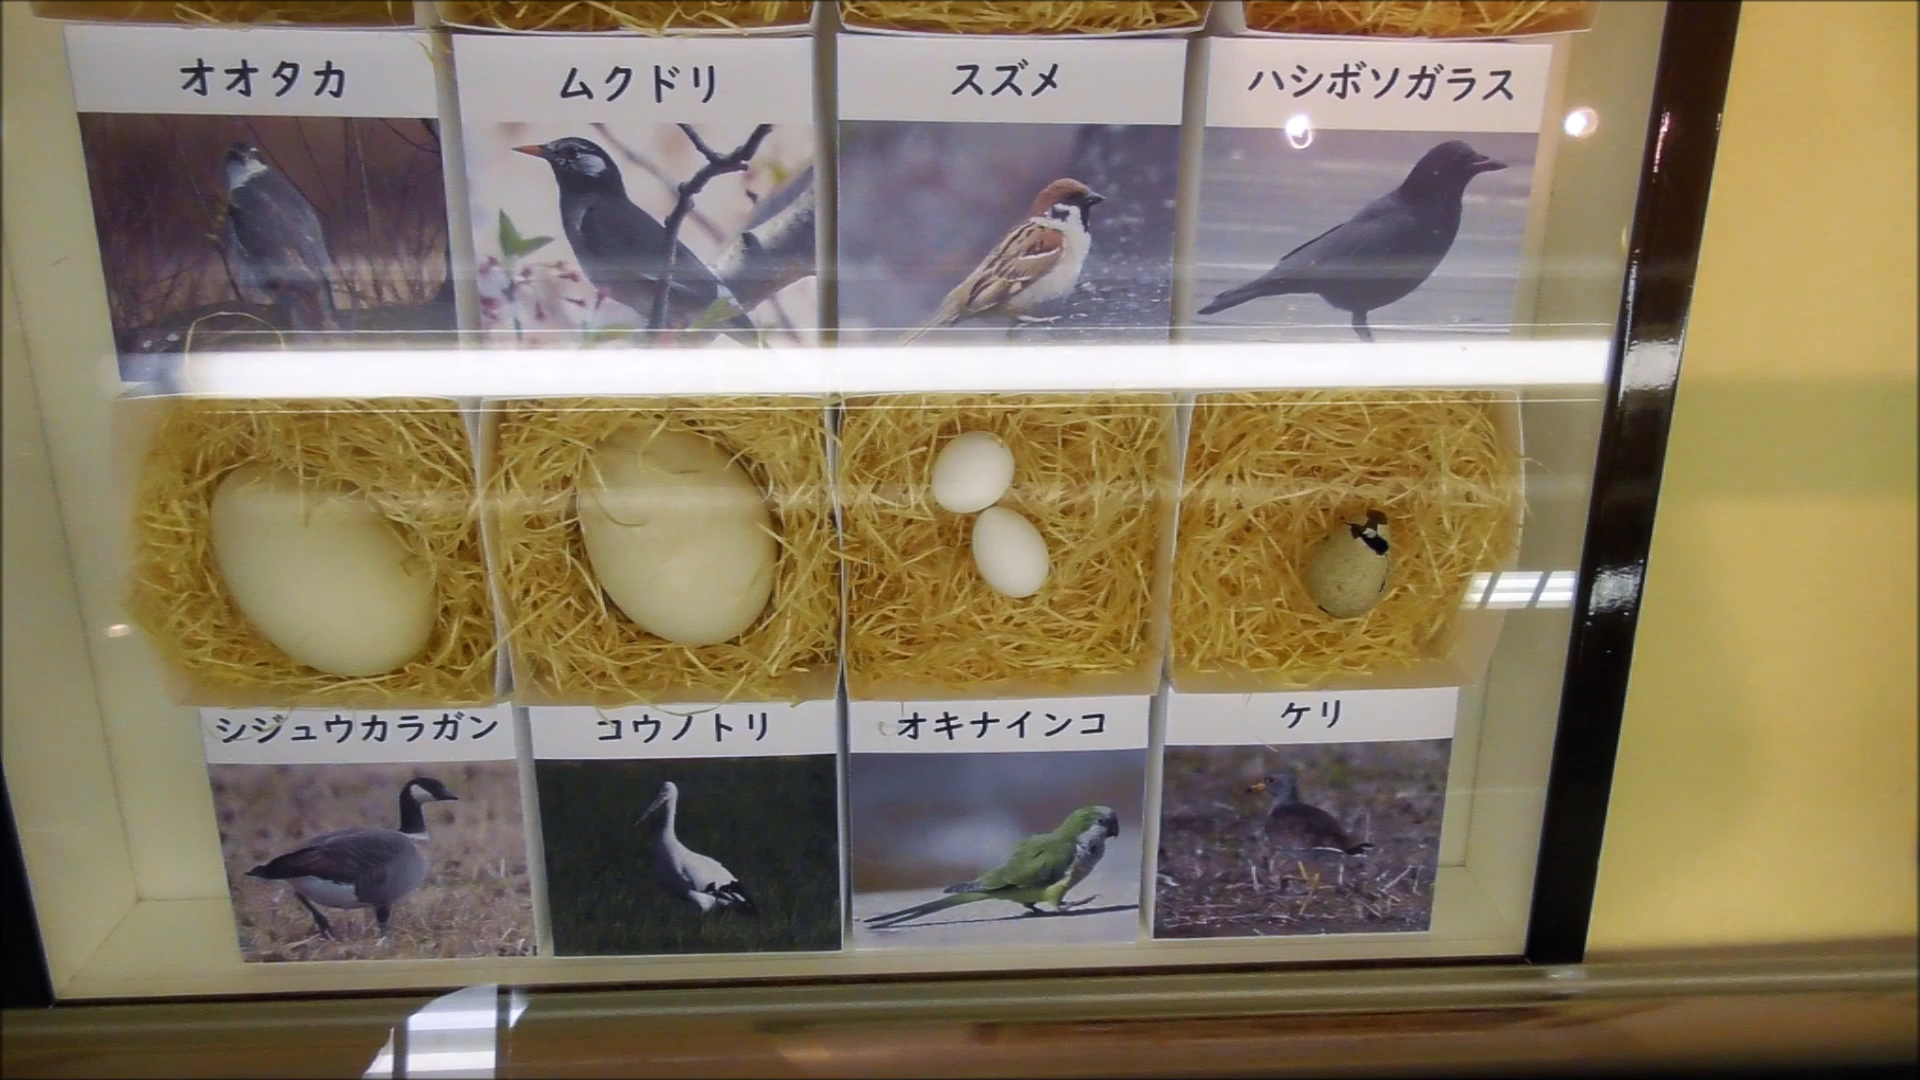 オオタカ
ムクドリ
スズメ
ハシボソガラス
シジュウカラガン
コウノトリ
オキナインコ
ケリ